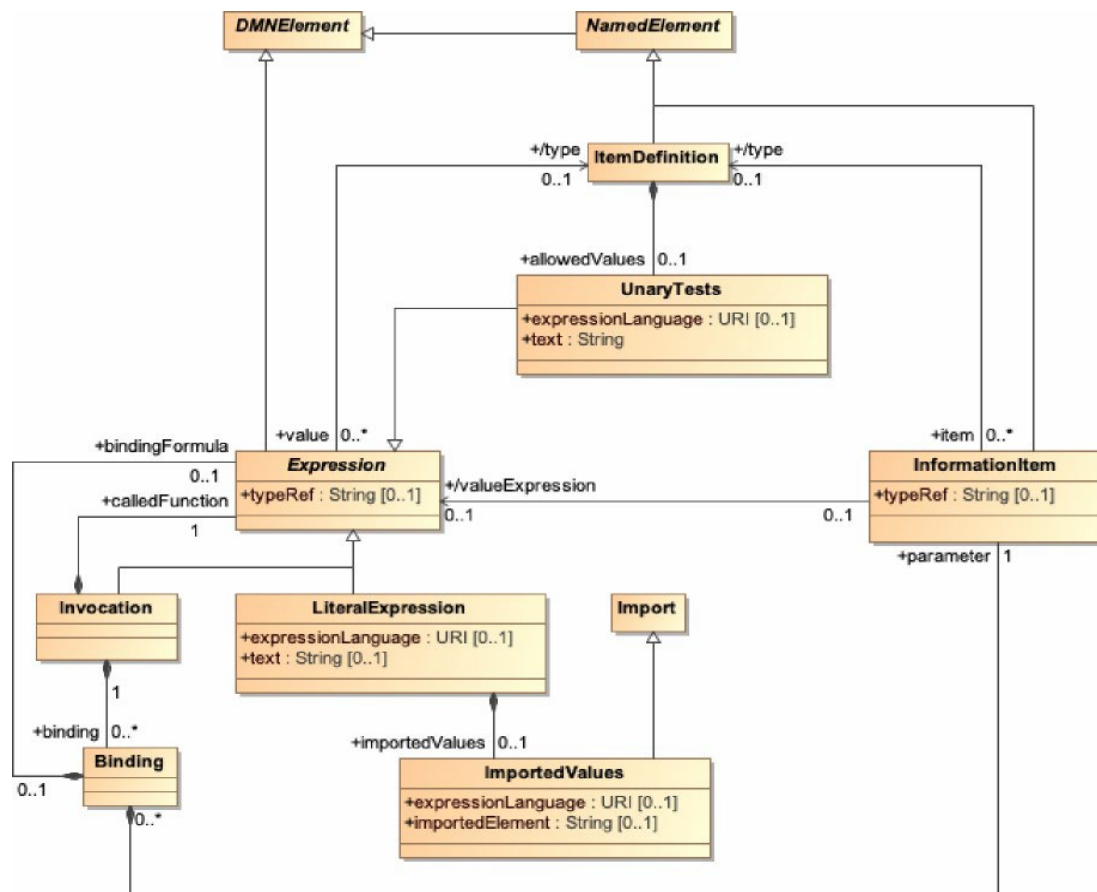 DMNElement
NamedElement
+/type
ItemDefinition
+/type
0..1
0..1
+allowedValues
0..1
UnaryTests
+expressionLanguage : URI [0..1]
+text : String
+bindingFormula
+value
0..*
+item
0..*
0..1
Expression
+/valueExpression
InformationItem
+calledFunction
+typeRef : String [0..1]
+typeRef : String [0..1]
1
0..1
0..1
+parameter
1
Invocation
LiteralExpression
Import
+expressionLanguage : URI [0..1]
+text : String [0..1]
1
+binding
0..*
+importedValues
0..1
Binding
ImportedValues
0..1
+expressionLanguage : URI [0..1]
0..*
+importedElement : String [0..1]